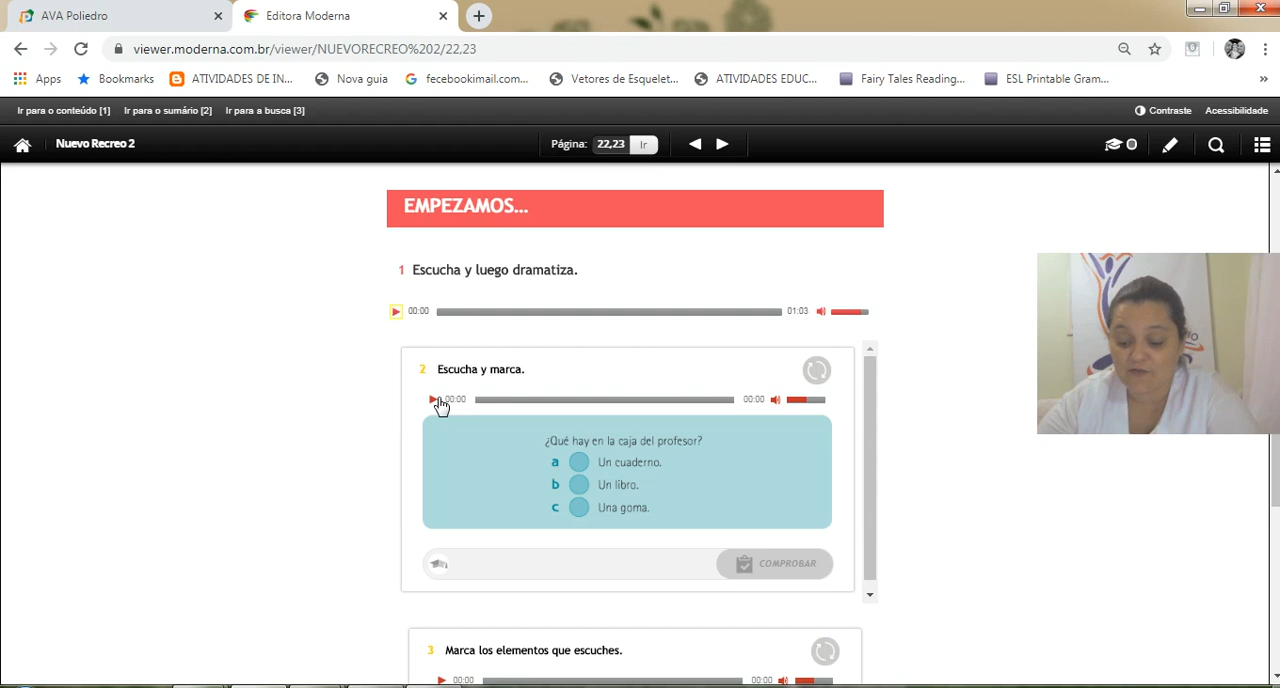 AVA Poliedro
Editora Moderna
viewer.moderna.com.br/viewer/NUEVORECREO%202/22,23
Apps Bookmarks ATIVIDADES DE IN... Nova guia fecebookimail.com... Vetores de Esquelet... ATIVIDADES EDUC... Fairy Tales Reading... ESL Printable Gram... »
Ir para o conteúdo [1] Ir para o sumário [2] Ir para a busca [3] Contraste Acessibilidade
Nuevo Recreo 2 Página: 22,23 Ir
EMPEZAMOS...
1 Escucha y luego dramatiza.
00:00 01:03
2 Escucha y marca.
00:00 00:00
¿Qué hay en la caja del profesor?
a Un cuaderno.
b Un libro.
c Una goma.
COMPROBAR
3 Marca los elementos que escuches.
00:00 00:00